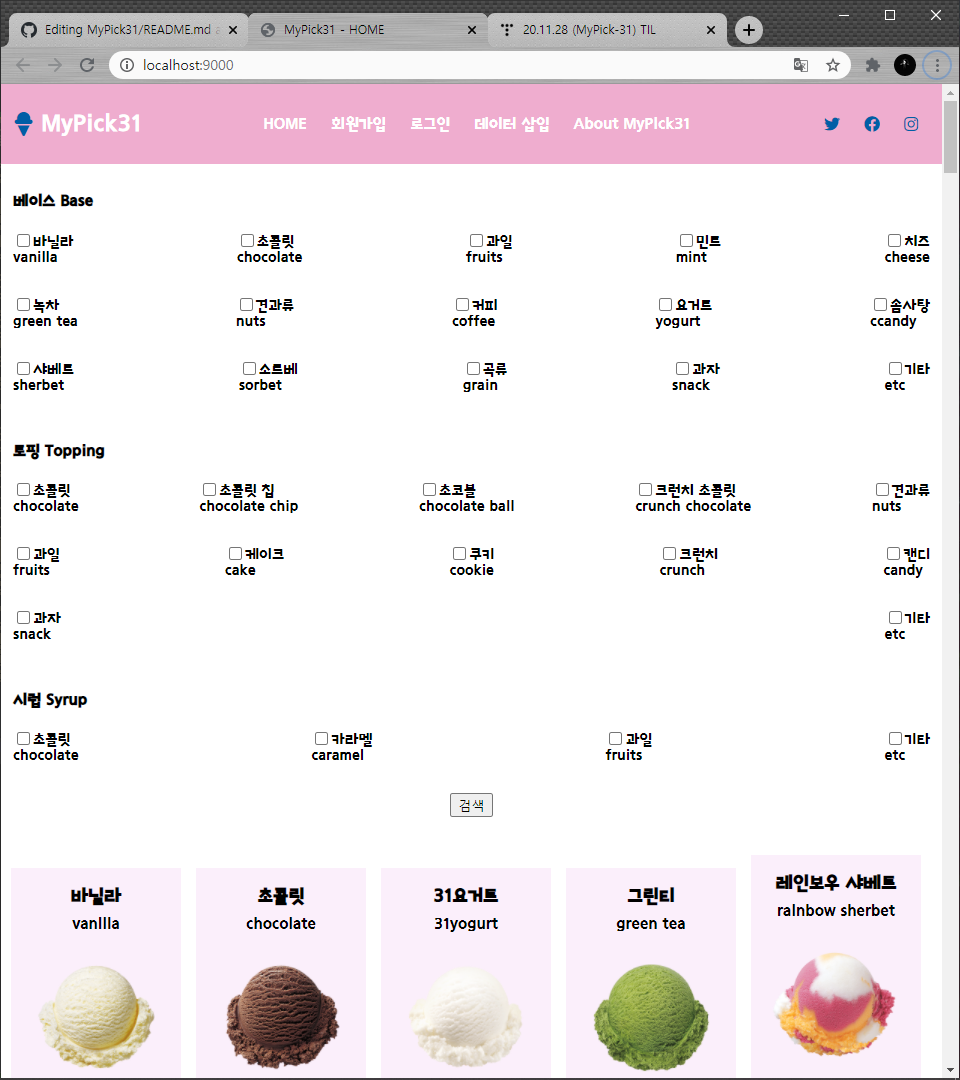 Editing MyPick31/README.md a
MyPick31 - HOME
20.11.28 (MyPick-31) TIL
localhost:9000
MyPick31
HOME 회원가입 로그인 데이터 삽입 About MyPick31
베이스 Base
바닐라 초콜릿 과일 민트 치즈
vanilla chocolate fruits mint cheese
녹차 견과류 커피 요거트 솜사탕
green tea nuts coffee yogurt ccandy
샤베트 소르베 곡류 과자 기타
sherbet sorbet grain snack etc
토핑 Topping
초콜릿 초콜릿 칩 초코볼 크런치 초콜릿 견과류
chocolate chocolate chip chocolate ball crunch chocolate nuts
과일 케이크 쿠키 크런치 캔디
fruits cake cookie crunch candy
과자 기타
snack etc
시럽 Syrup
초콜릿 카라멜 과일 기타
chocolate caramel fruits etc
검색
바닐라 초콜릿 31요거트 그린티 레인보우 샤베트
vanilla chocolate 31yogurt green tea rainbow sherbet